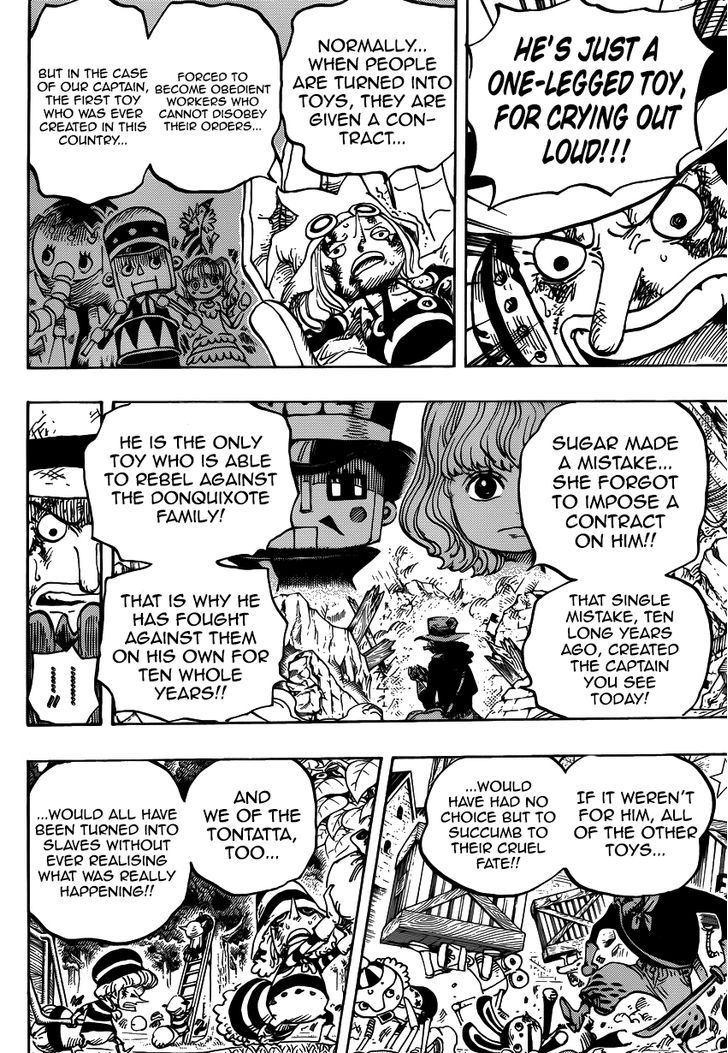 HE'S JUST A
ONE-LEGGED TOY,
FOR CRYING OUT
LOUD!!!
NORMALLY...
WHEN PEOPLE
ARE TURNED INTO
TOYS, THEY ARE
GIVEN A CON-
TRACT...
FORCED TO
BECOME OBEDIENT
WORKERS WHO
CANNOT DISOBEY
THEIR ORDERS...
BUT IN THE CASE
OF OUR CAPTAIN,
THE FIRST TOY
WHO WAS EVER
CREATED IN THIS
COUNTRY...
SUGAR MADE
A MISTAKE...
SHE FORGOT
TO IMPOSE A
CONTRACT
ON HIM!!
THAT SINGLE
MISTAKE, TEN
LONG YEARS
AGO, CREATED
THE CAPTAIN
YOU SEE
TODAY!
HE IS THE ONLY
TOY WHO IS ABLE
TO REBEL AGAINST
THE DONQUIXOTE
FAMILY!
THAT IS WHY HE
HAS FOUGHT
AGAINST THEM
ON HIS OWN FOR
TEN WHOLE
YEARS!!
IF IT WEREN'T
FOR HIM, ALL
OF THE OTHER
TOYS...
...WOULD
HAVE HAD NO
CHOICE BUT TO
SUCCUMB TO
THEIR CRUEL
FATE!!
AND
WE OF THE
TONTATTA,
TOO...
...WOULD ALL HAVE
BEEN TURNED INTO
SLAVES WITHOUT
EVER REALISING
WHAT WAS REALLY
HAPPENING!!